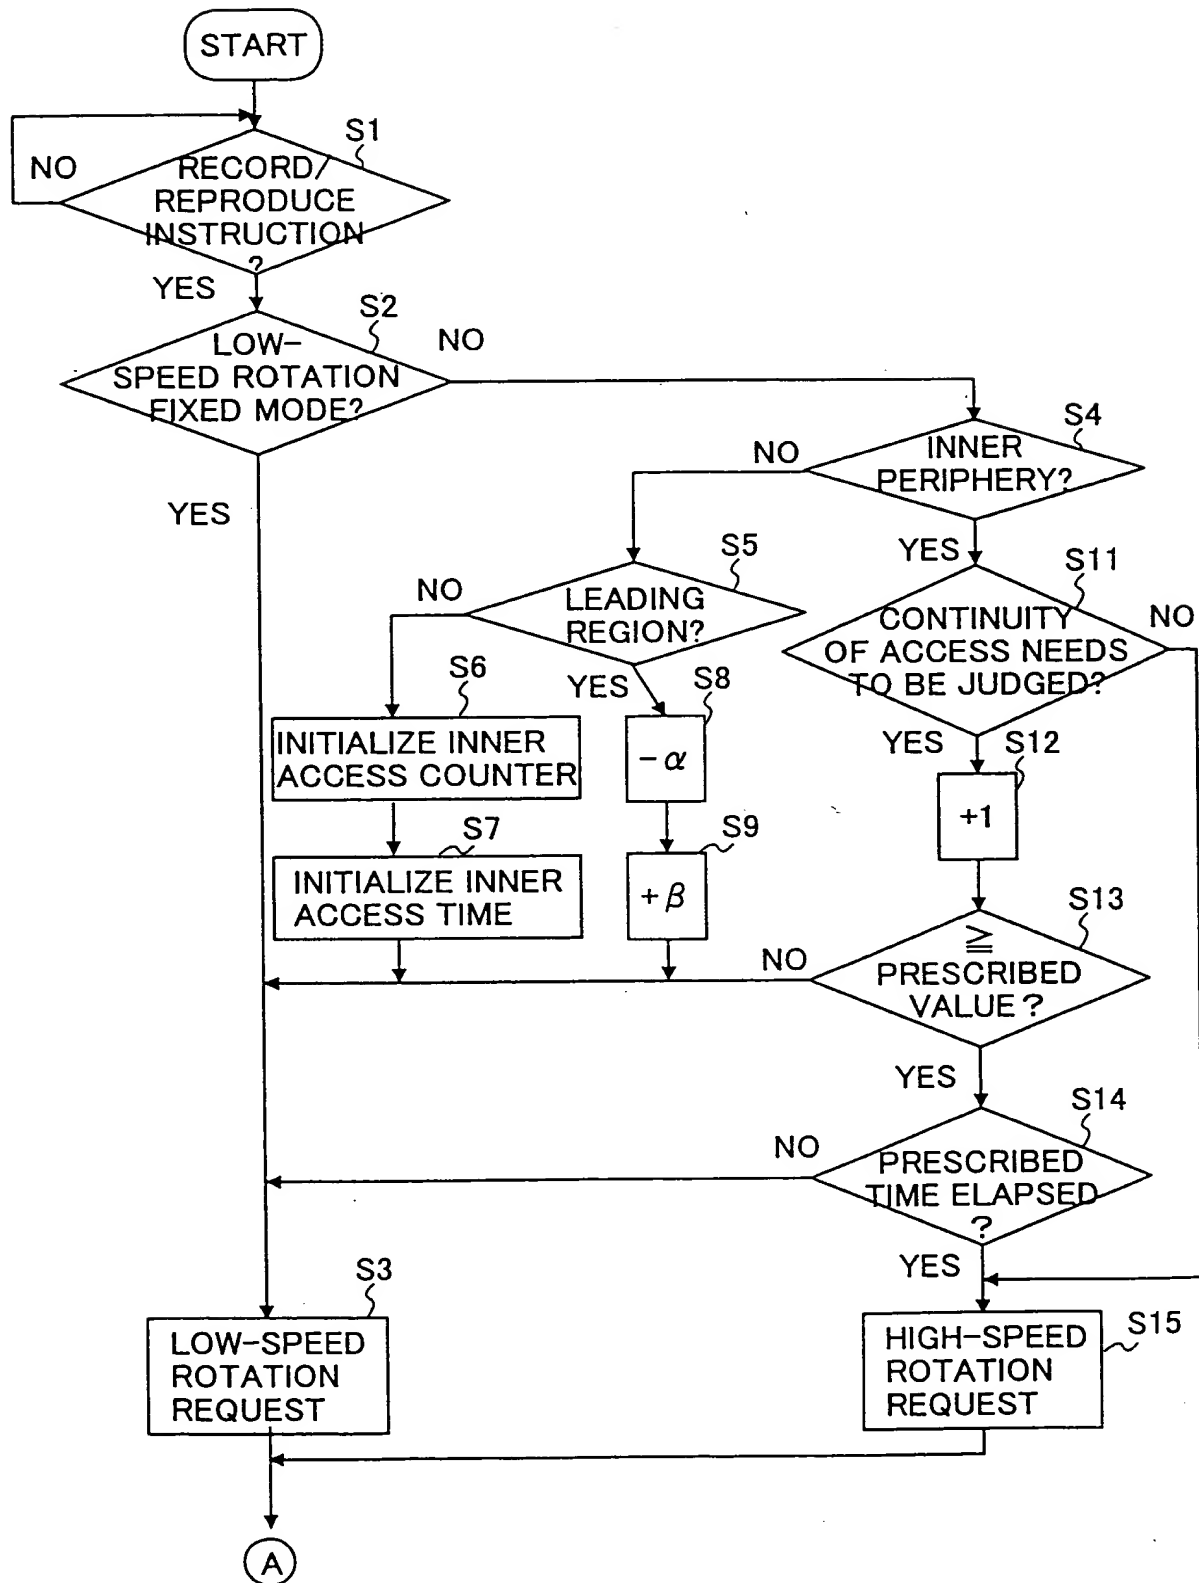 START
S1
NO
RECORD/
REPRODUCE
INSTRUCTION
?
YES
S2
NO
LOW-
SPEED ROTATION
FIXED MODE?
YES
S4
NO
INNER
PERIPHERY?
YES
S5
NO
LEADING
REGION?
YES
S11
NO
CONTINUITY
OF ACCESS NEEDS
TO BE JUDGED?
YES
S6
INITIALIZE INNER
ACCESS COUNTER
S8
-α
S12
+1
S7
INITIALIZE INNER
ACCESS TIME
S9
+β
S13
NO
≧
PRESCRIBED
VALUE?
YES
S14
NO
PRESCRIBED
TIME ELAPSED
?
YES
S3
LOW-SPEED
ROTATION
REQUEST
S15
HIGH-SPEED
ROTATION
REQUEST
A